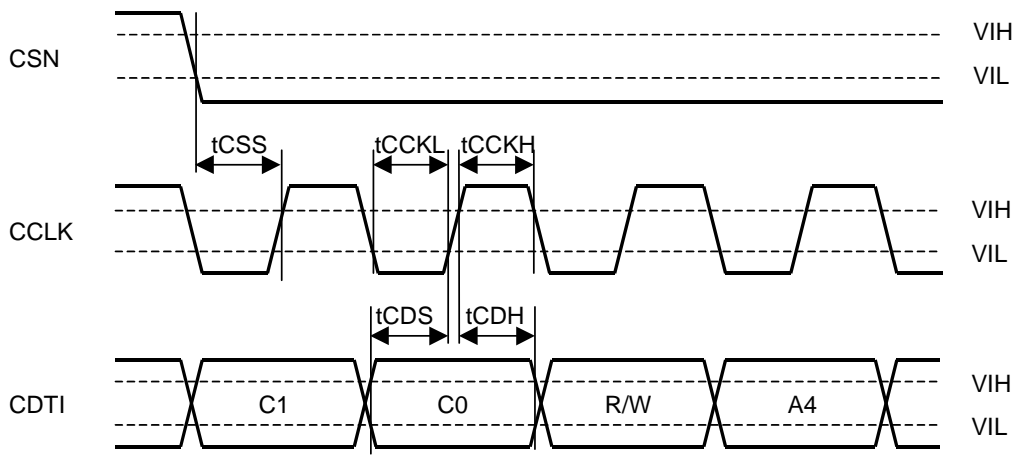 CSN
VIH
VIL
tCSS
tCCKL
tCCKH
CCLK
VIH
VIL
tCDS
tCDH
CDTI
C1
C0
R/W
A4
VIH
VIL